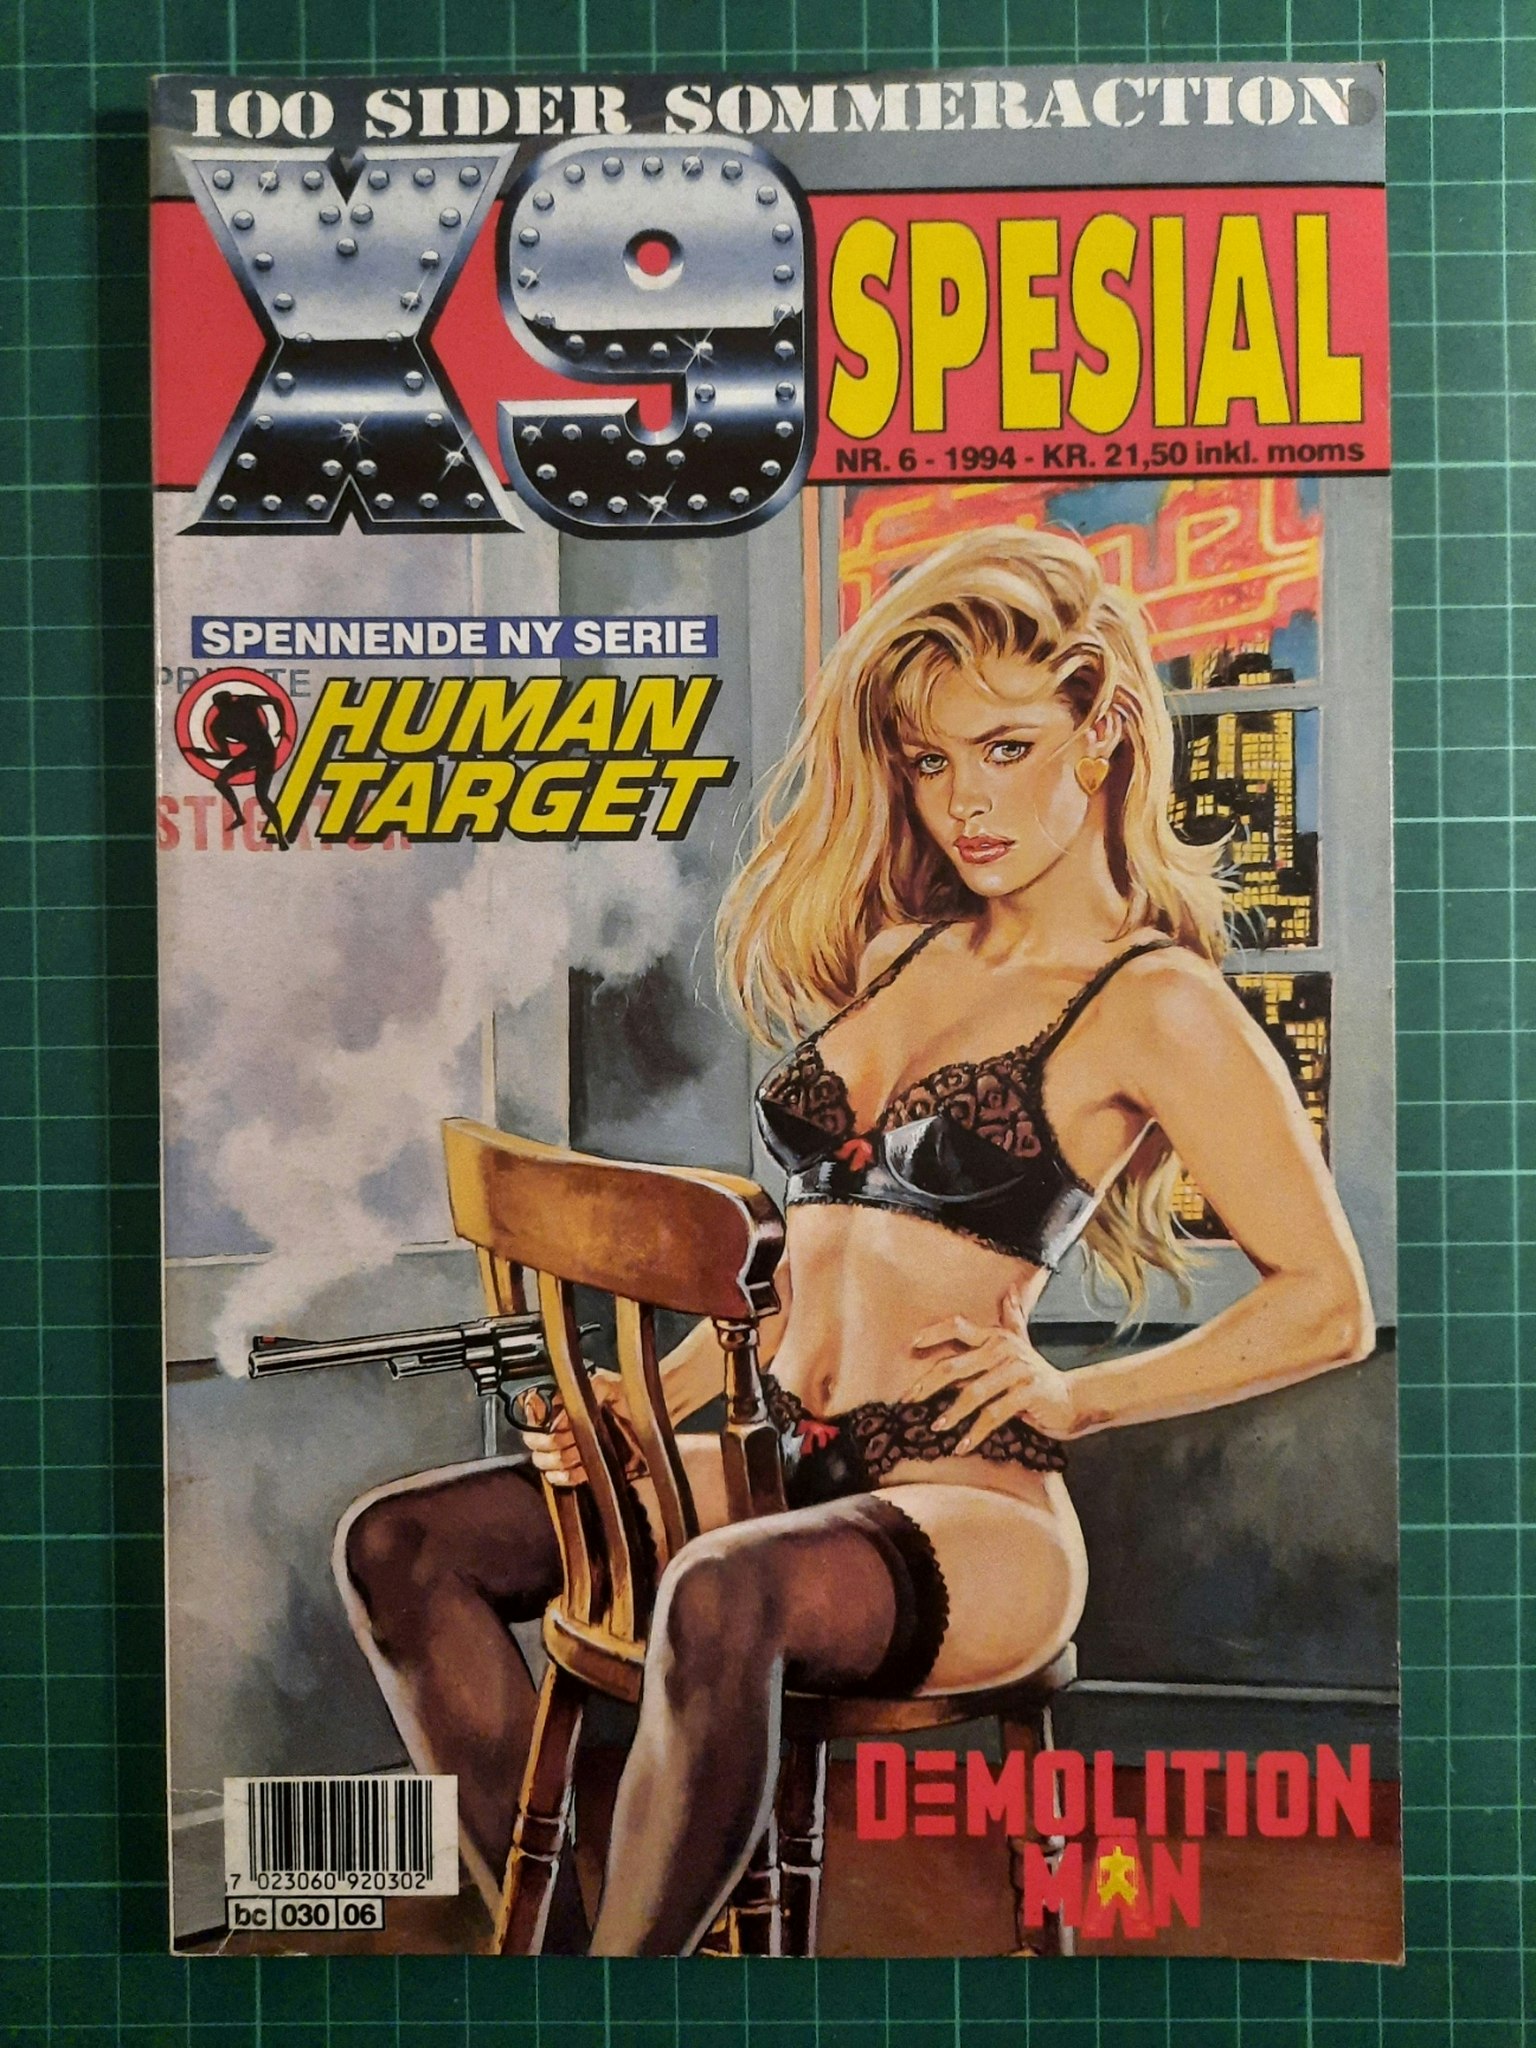 100 SIDER SOMMERACTION
X9 SPESIAL
NR. 6 - 1994 - KR. 21,50 inkl. moms
SPENNENDE NY SERIE
HUMAN
TARGET
DEMOLITION
MAN
7 023060 920302
bc 030 06